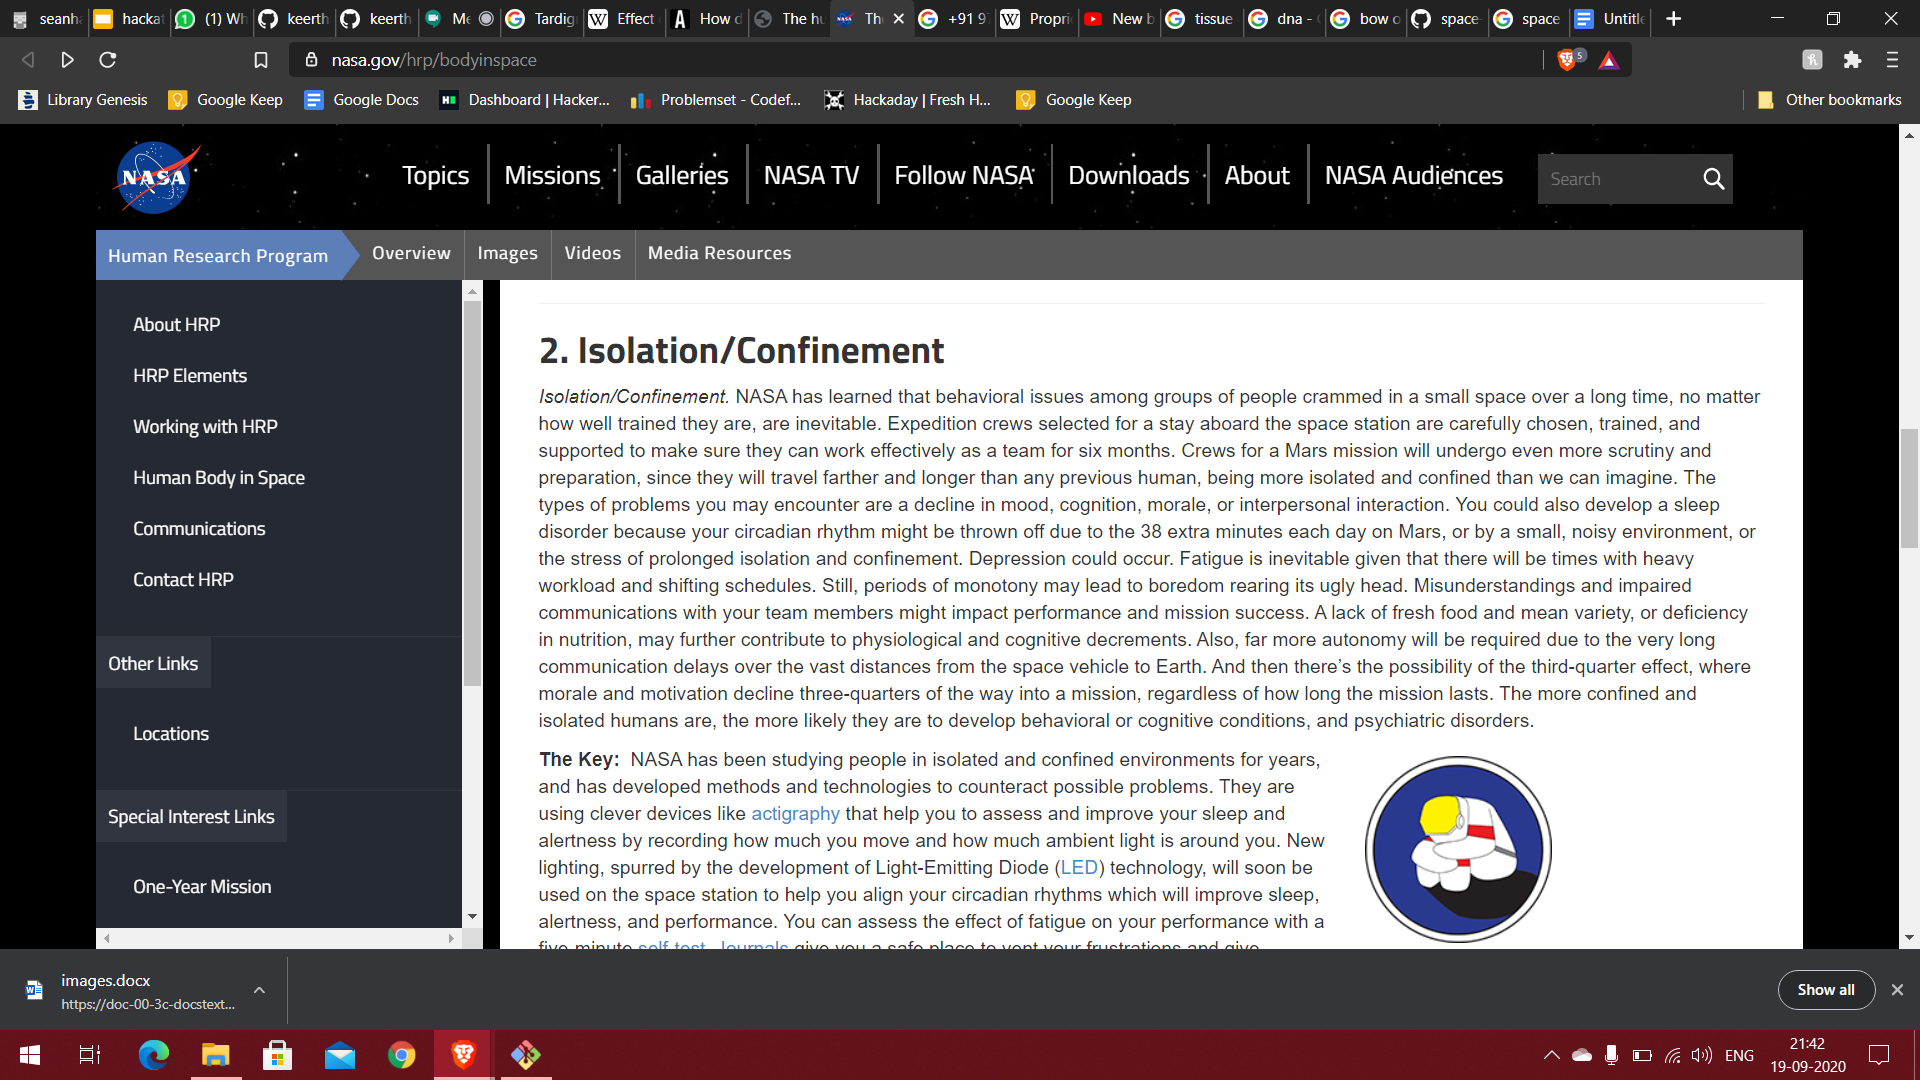 seanha
hackat
(1) Wh
keerth
keerth
Me
Tardig
Effect
How d
The hu
Th
+91 9
Propri
New b
tissue
dna -
bow o
space-
space
Untitle
nasa.gov/hrp/bodyinspace
5
Library Genesis
Google Keep
Google Docs
Dashboard | Hacker...
Problemset - Codef...
Hackaday | Fresh H...
Google Keep
Other bookmarks
NASA
Topics
Missions
Galleries
NASA TV
Follow NASA
Downloads
About
NASA Audiences
Search
Human Research Program
Overview
Images
Videos
Media Resources
About HRP
HRP Elements
Working with HRP
Human Body in Space
Communications
Contact HRP
Other Links
Locations
Special Interest Links
One-Year Mission
2. Isolation/Confinement
Isolation/Confinement. NASA has learned that behavioral issues among groups of people crammed in a small space over a long time, no matter
how well trained they are, are inevitable. Expedition crews selected for a stay aboard the space station are carefully chosen, trained, and
supported to make sure they can work effectively as a team for six months. Crews for a Mars mission will undergo even more scrutiny and
preparation, since they will travel farther and longer than any previous human, being more isolated and confined than we can imagine. The
types of problems you may encounter are a decline in mood, cognition, morale, or interpersonal interaction. You could also develop a sleep
disorder because your circadian rhythm might be thrown off due to the 38 extra minutes each day on Mars, or by a small, noisy environment, or
the stress of prolonged isolation and confinement. Depression could occur. Fatigue is inevitable given that there will be times with heavy
workload and shifting schedules. Still, periods of monotony may lead to boredom rearing its ugly head. Misunderstandings and impaired
communications with your team members might impact performance and mission success. A lack of fresh food and mean variety, or deficiency
in nutrition, may further contribute to physiological and cognitive decrements. Also, far more autonomy will be required due to the very long
communication delays over the vast distances from the space vehicle to Earth. And then there’s the possibility of the third-quarter effect, where
morale and motivation decline three-quarters of the way into a mission, regardless of how long the mission lasts. The more confined and
isolated humans are, the more likely they are to develop behavioral or cognitive conditions, and psychiatric disorders.
The Key: NASA has been studying people in isolated and confined environments for years,
and has developed methods and technologies to counteract possible problems. They are
using clever devices like actigraphy that help you to assess and improve your sleep and
alertness by recording how much you move and how much ambient light is around you. New
lighting, spurred by the development of Light-Emitting Diode (LED) technology, will soon be
used on the space station to help you align your circadian rhythms which will improve sleep,
alertness, and performance. You can assess the effect of fatigue on your performance with a
five-minute self-test. Journals give you a safe place to vent your frustrations and give
images.docx
https://doc-00-3c-docstext...
Show all
ENG
21:42
19-09-2020